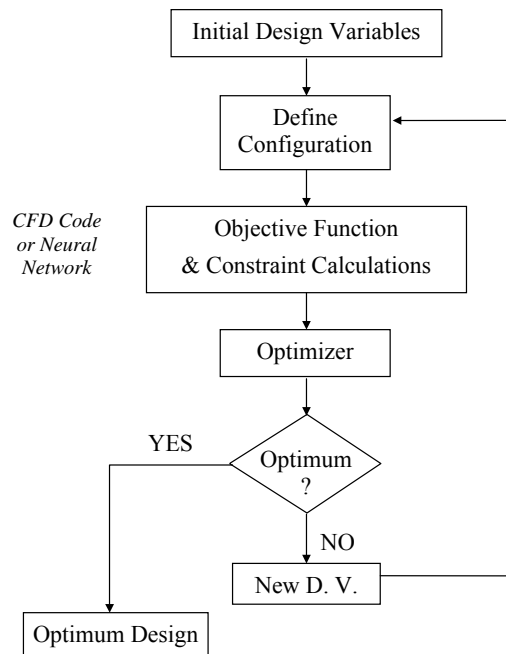 Initial Design Variables
Define
Configuration
CFD Code
or Neural
Network
Objective Function
& Constraint Calculations
Optimizer
YES
Optimum
?
NO
New D. V.
Optimum Design